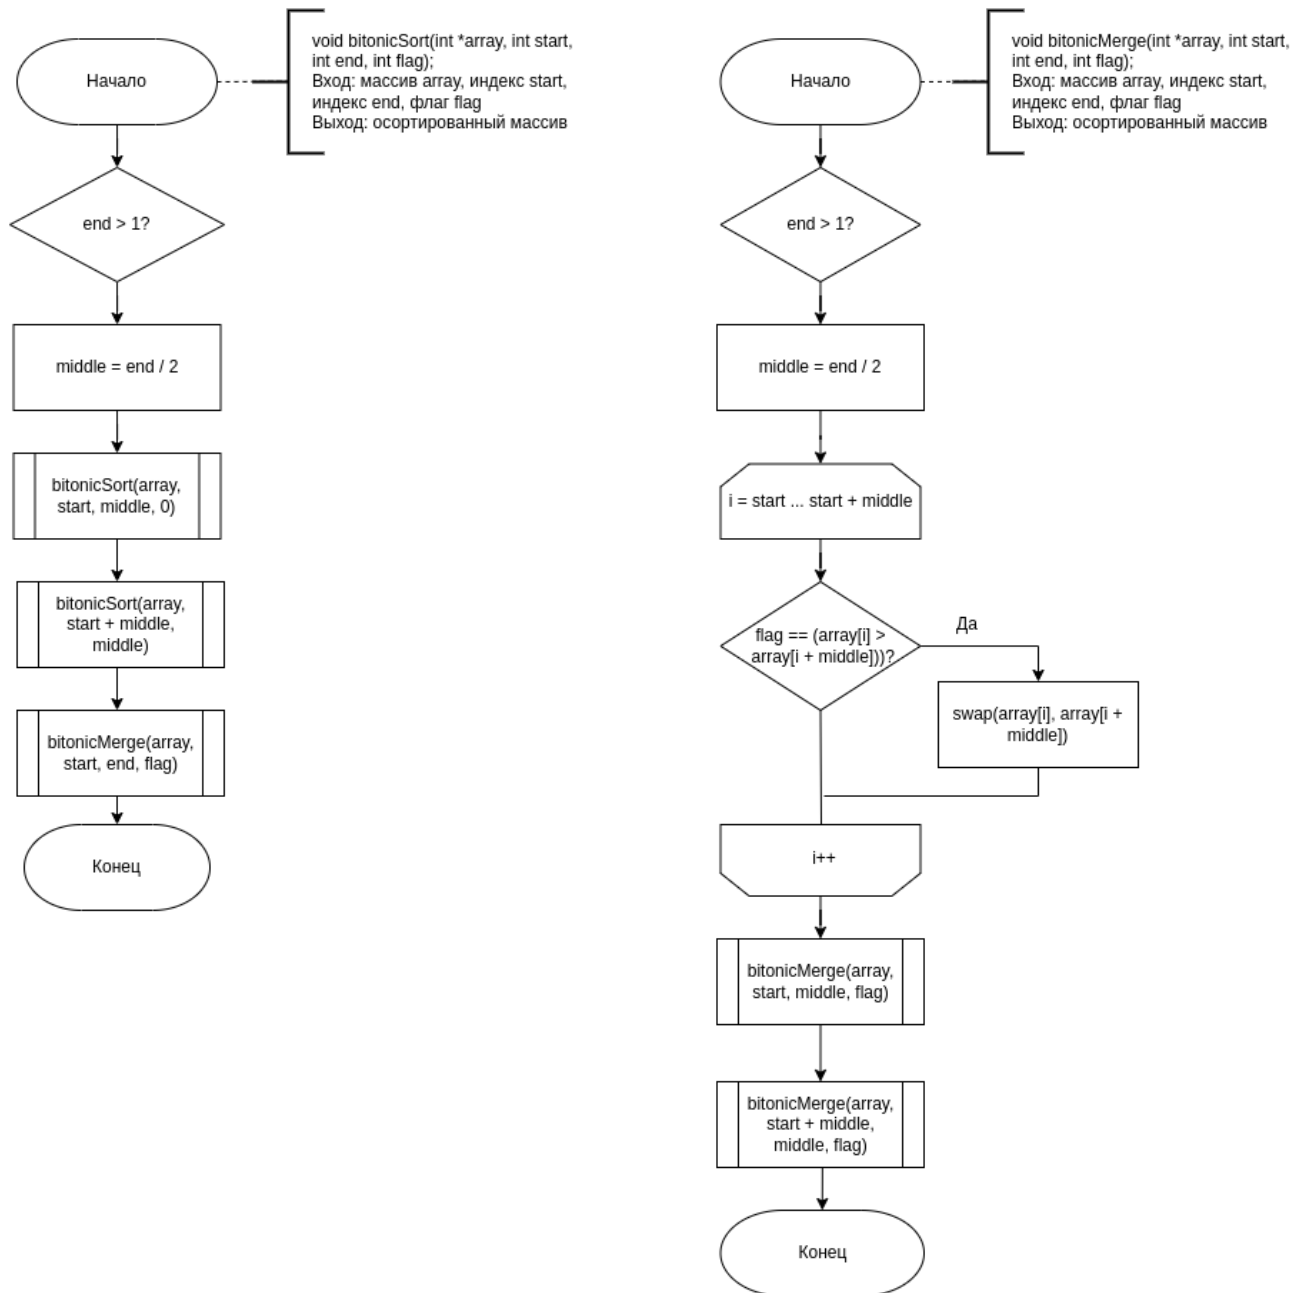 Начало
void bitonicSort(int *array, int start,
int end, int flag);
Вход: массив array, индекс start,
индекс end, флаг flag
Выход: осортированный массив
end > 1?
middle = end / 2
bitonicSort(array,
start, middle, 0)
bitonicSort(array,
start + middle,
middle)
bitonicMerge(array,
start, end, flag)
Конец
Начало
void bitonicMerge(int *array, int start,
int end, int flag);
Вход: массив array, индекс start,
индекс end, флаг flag
Выход: осортированный массив
end > 1?
middle = end / 2
i = start ... start + middle
flag == (array[i] >
array[i + middle]))?
Да
swap(array[i], array[i +
middle])
i++
bitonicMerge(array,
start, middle, flag)
bitonicMerge(array,
start + middle,
middle, flag)
Конец